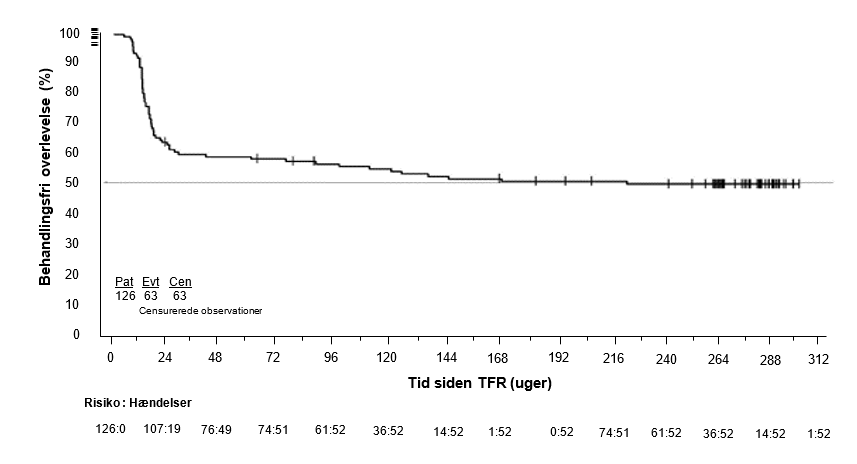 100
90
80
70
60
50
40
30
20
10
0
Behandlingsfri overlevelse (%)
Pat Evt Cen
126 63 63
Censurerede observationer
0 24 48 72 96 120 144 168 192 216 240 264 288 312
Tid siden TFR (uger)
Risiko: Hændelser
126:0 107:19 76:49 74:51 61:52 36:52 14:52 1:52 0:52 74:51 61:52 36:52 14:52 1:52